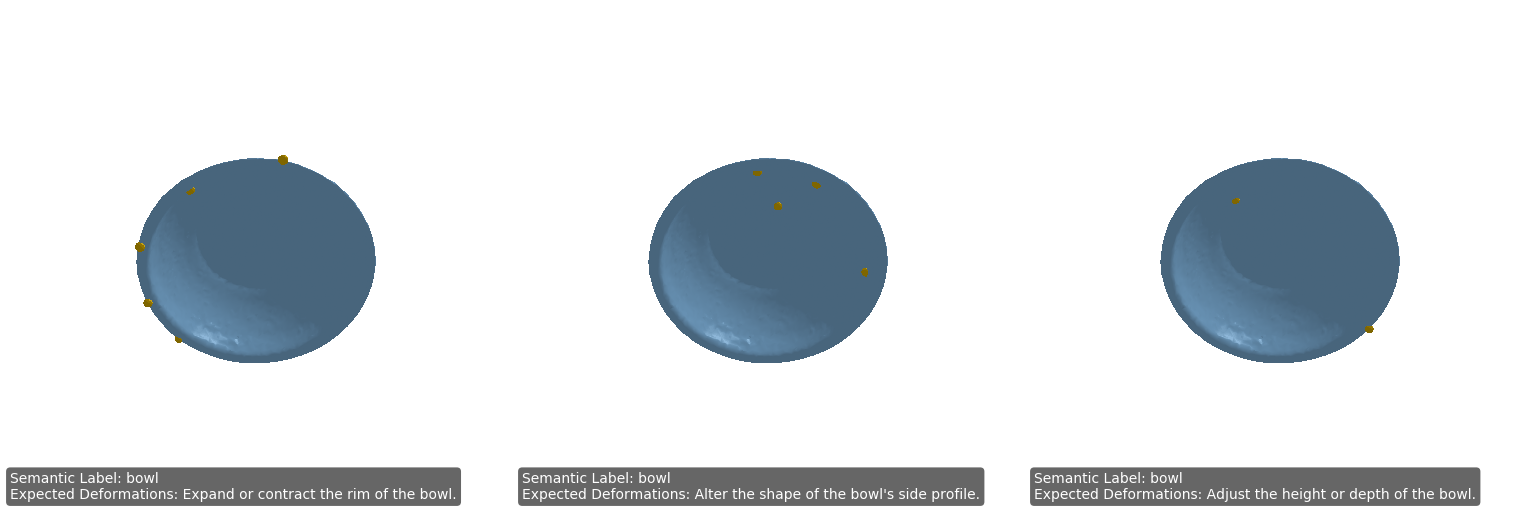 Semantic Label: bowl
Expected Deformations: Expand or contract the rim of the bowl.
Semantic Label: bowl
Expected Deformations: Alter the shape of the bowl's side profile.
Semantic Label: bowl
Expected Deformations: Adjust the height or depth of the bowl.